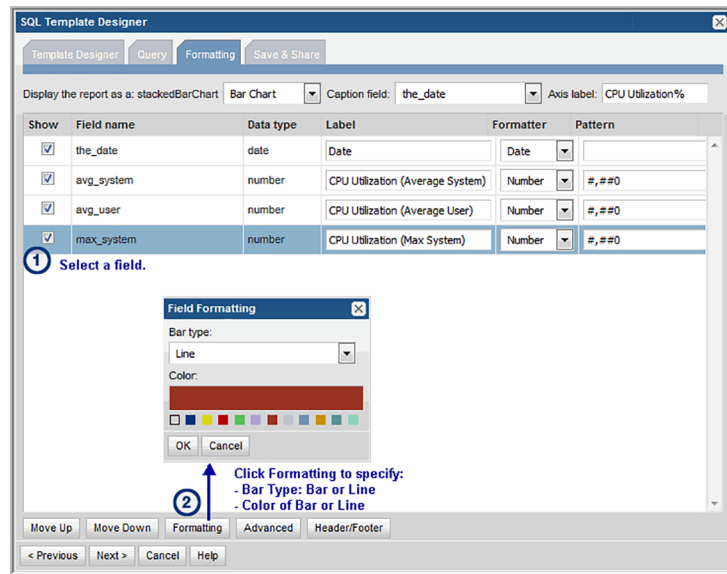 SQL Template Designer
Template Designer Query Formatting Save & Share
Display the report as a: stackedBarChart Bar Chart Caption field: the_date Axis label: CPU Utilization%
Show Field name Data type Label Formatter Pattern
the_date date Date Date
avg_system number CPU Utilization (Average System) Number #,##0
avg_user number CPU Utilization (Average User) Number #,##0
max_system number CPU Utilization (Max System) Number #,##0
1 Select a field.
Field Formatting
Bar type:
Line
Color:
OK Cancel
Click Formatting to specify:
- Bar Type: Bar or Line
2 - Color of Bar or Line
Move Up Move Down Formatting Advanced Header/Footer
< Previous Next > Cancel Help